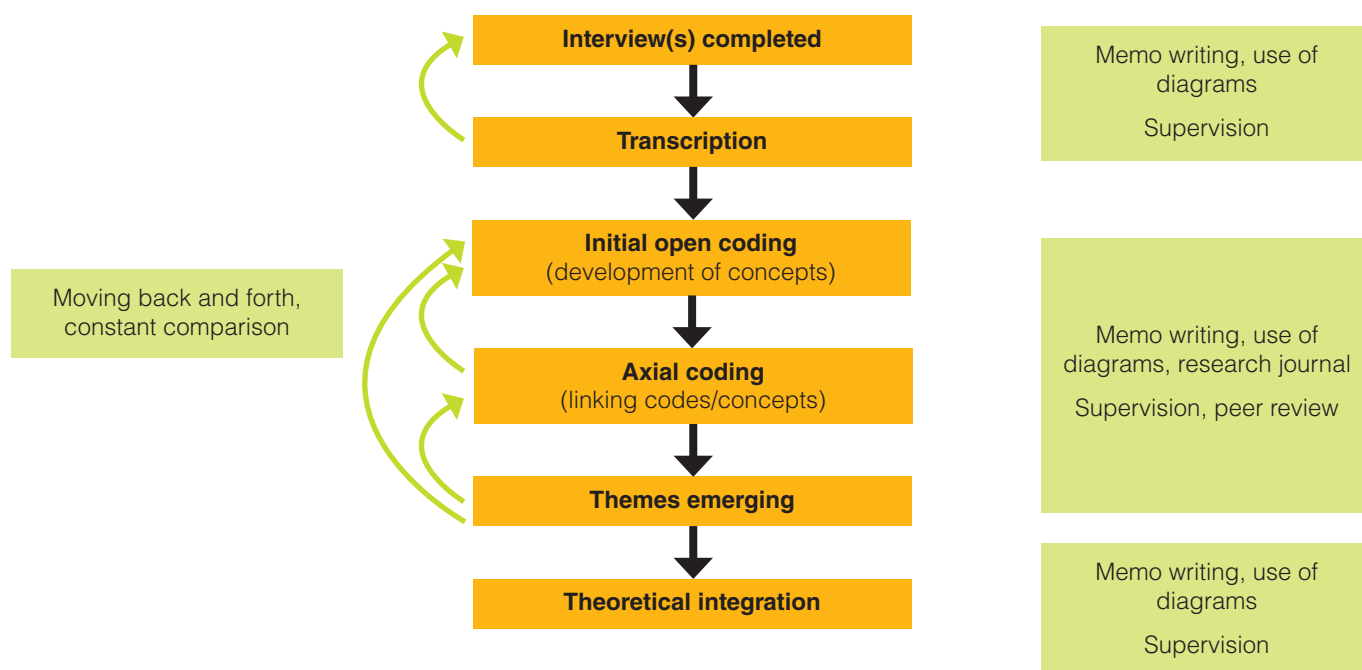 Interview(s) completed
Transcription
Initial open coding
(development of concepts)
Axial coding
(linking codes/concepts)
Themes emerging
Theoretical integration
Moving back and forth,
constant comparison
Memo writing, use of
diagrams
Supervision
Memo writing, use of
diagrams, research journal
Supervision, peer review
Memo writing, use of
diagrams
Supervision